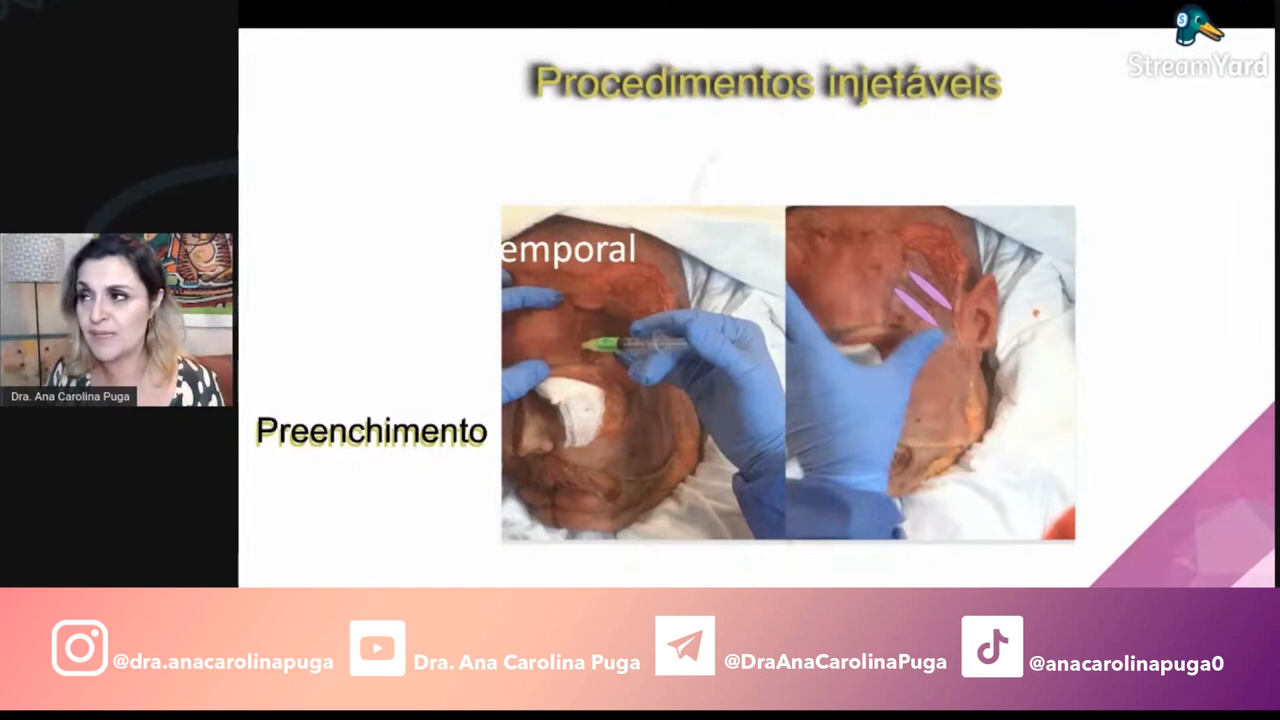 StreamYard
Procedimentos injetáveis
emporal
Dra. Ana Carolina Puga
Preenchimento
@dra.anacarolinapuga
Dra. Ana Carolina Puga
@DraAnaCarolinaPuga
@anacarolinapuga0